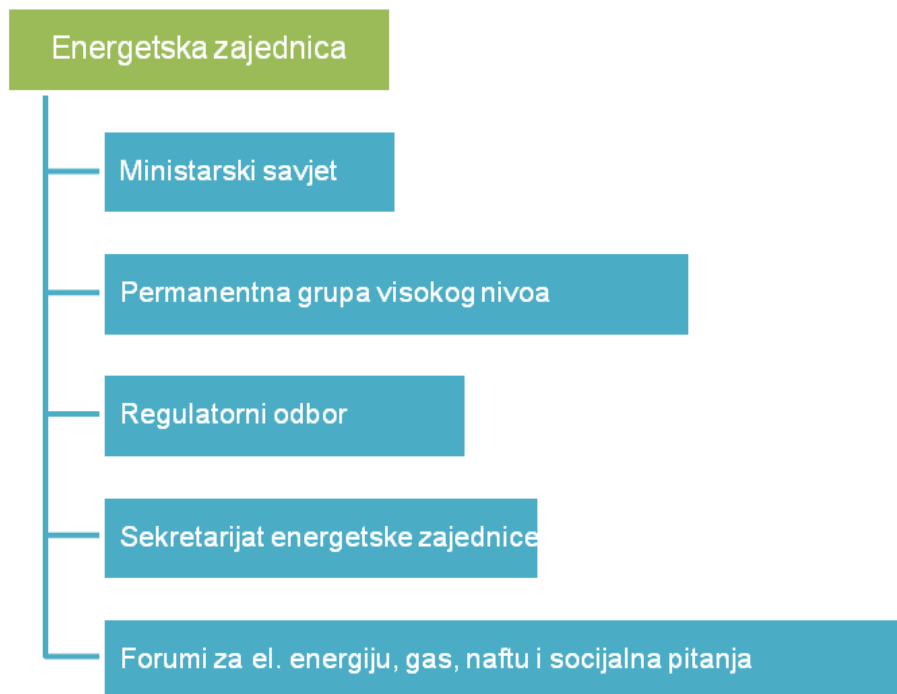 Energetska zajednica
Ministarski savjet
Permanentna grupa visokog nivoa
Regulatorni odbor
Sekretarijat energetske zajednice
Forumi za el. energiju, gas, naftu i socijalna pitanja